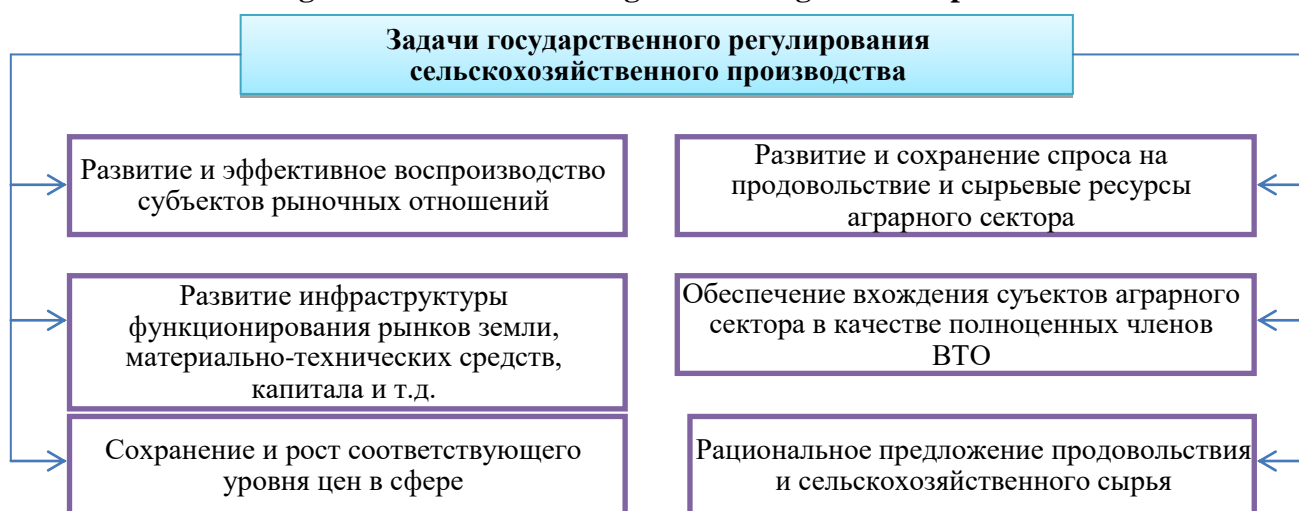 Задачи государственного регулирования
сельскохозяйственного производства
Развитие и эффективное воспроизводство
субъектов рыночных отношений
Развитие и сохранение спроса на
продовольствие и сырьевые ресурсы
аграрного сектора
Развитие инфраструктуры
функционирования рынков земли,
материально-технических средств,
капитала и т.д.
Обеспечение вхождения суъектов аграрного
сектора в качестве полноценных членов
ВТО
Сохранение и рост соответствующего
уровня цен в сфере
Рациональное предложение продовольствия
и сельскохозяйственного сырья